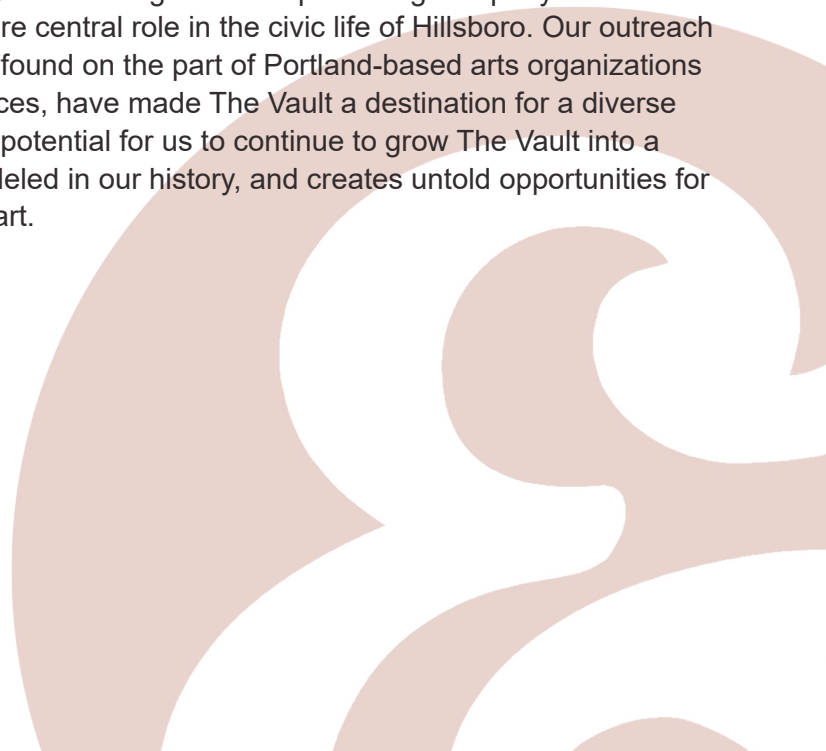 re central role in the civic life of Hillsboro. Our outreach
found on the part of Portland-based arts organizations
ces, have made The Vault a destination for a diverse
potential for us to continue to grow The Vault into a
eled in our history, and creates untold opportunities for
art.